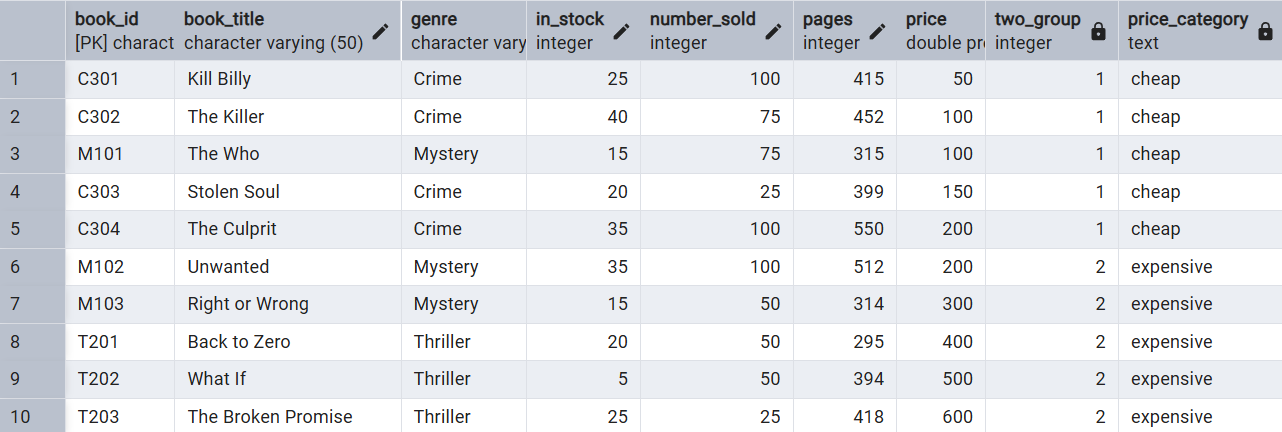 book_id book_title genre in_stock number_sold pages price two_group price_category
[PK] charact character varying (50) character vary integer integer integer double pre integer text
1 C301 Kill Billy Crime 25 100 415 50 1 cheap
2 C302 The Killer Crime 40 75 452 100 1 cheap
3 M101 The Who Mystery 15 75 315 100 1 cheap
4 C303 Stolen Soul Crime 20 25 399 150 1 cheap
5 C304 The Culprit Crime 35 100 550 200 1 cheap
6 M102 Unwanted Mystery 35 100 512 200 2 expensive
7 M103 Right or Wrong Mystery 15 50 314 300 2 expensive
8 T201 Back to Zero Thriller 20 50 295 400 2 expensive
9 T202 What If Thriller 5 50 394 500 2 expensive
10 T203 The Broken Promise Thriller 25 25 418 600 2 expensive